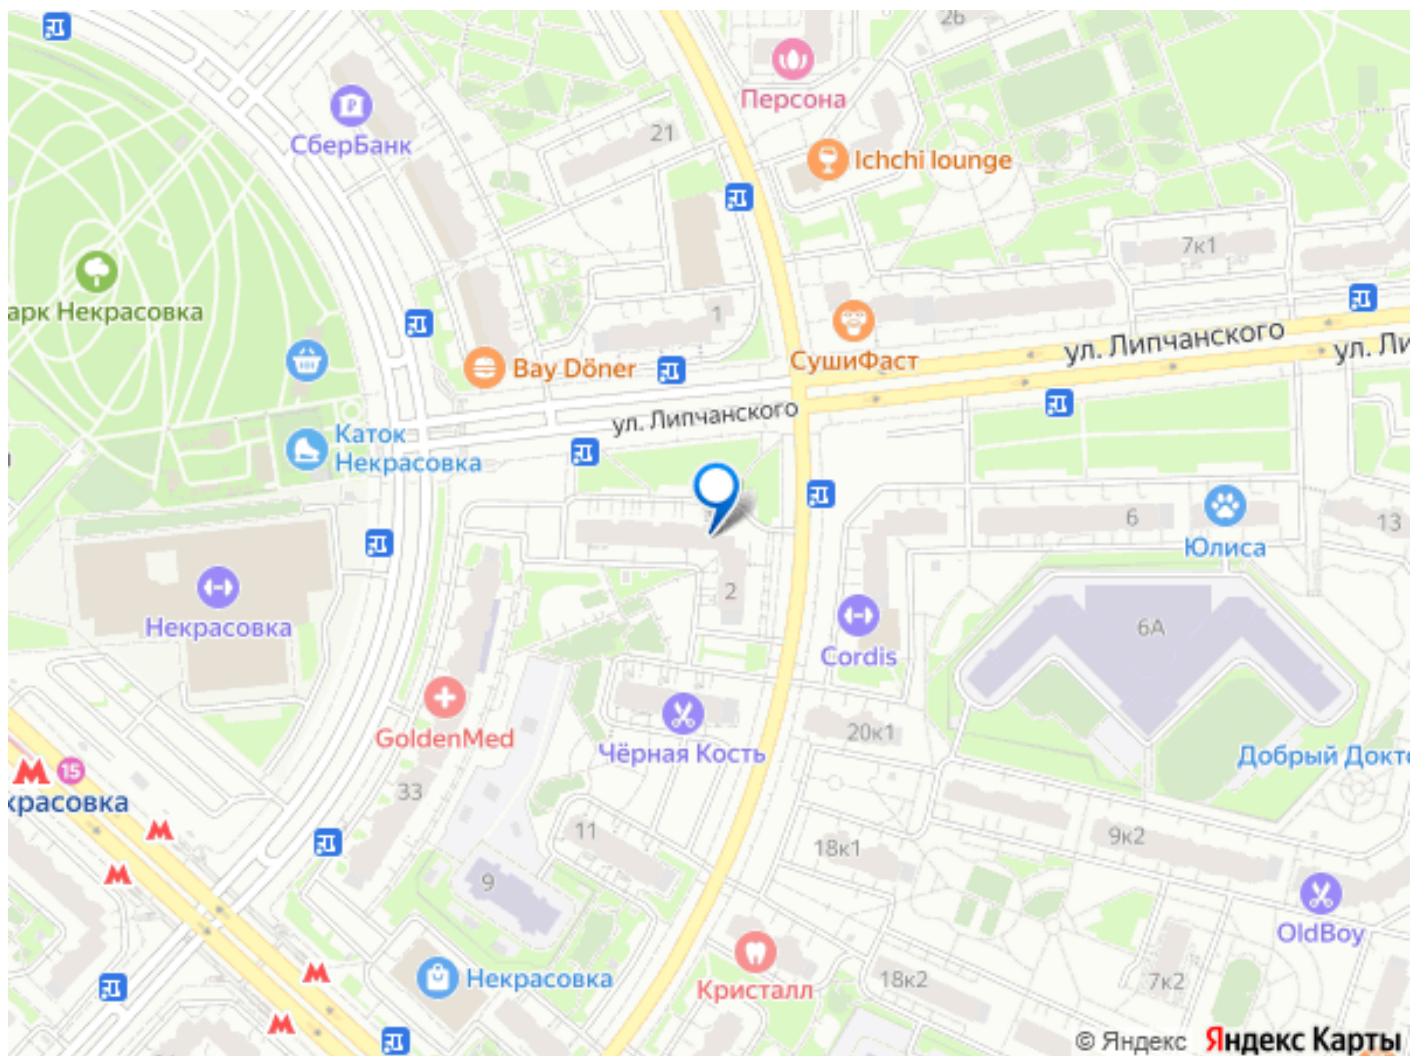 26
Персона
СберБанк
21
Ichchi lounge
7к1
арк Некрасовка
1
Bay Döner
СушиФаст
ул. Липчанского
ул. Ли
ул. Липчанского
Каток
Некрасовка
6
13
Юлиса
Некрасовка
2
6А
Cordis
GoldenMed
Чёрная Кость
20к1
Добрый Докт
15
красовка
33
11
18к1
9к2
9
OldBoy
Некрасовка
Кристалл
18к2
7к2
© Яндекс Яндекс Карты